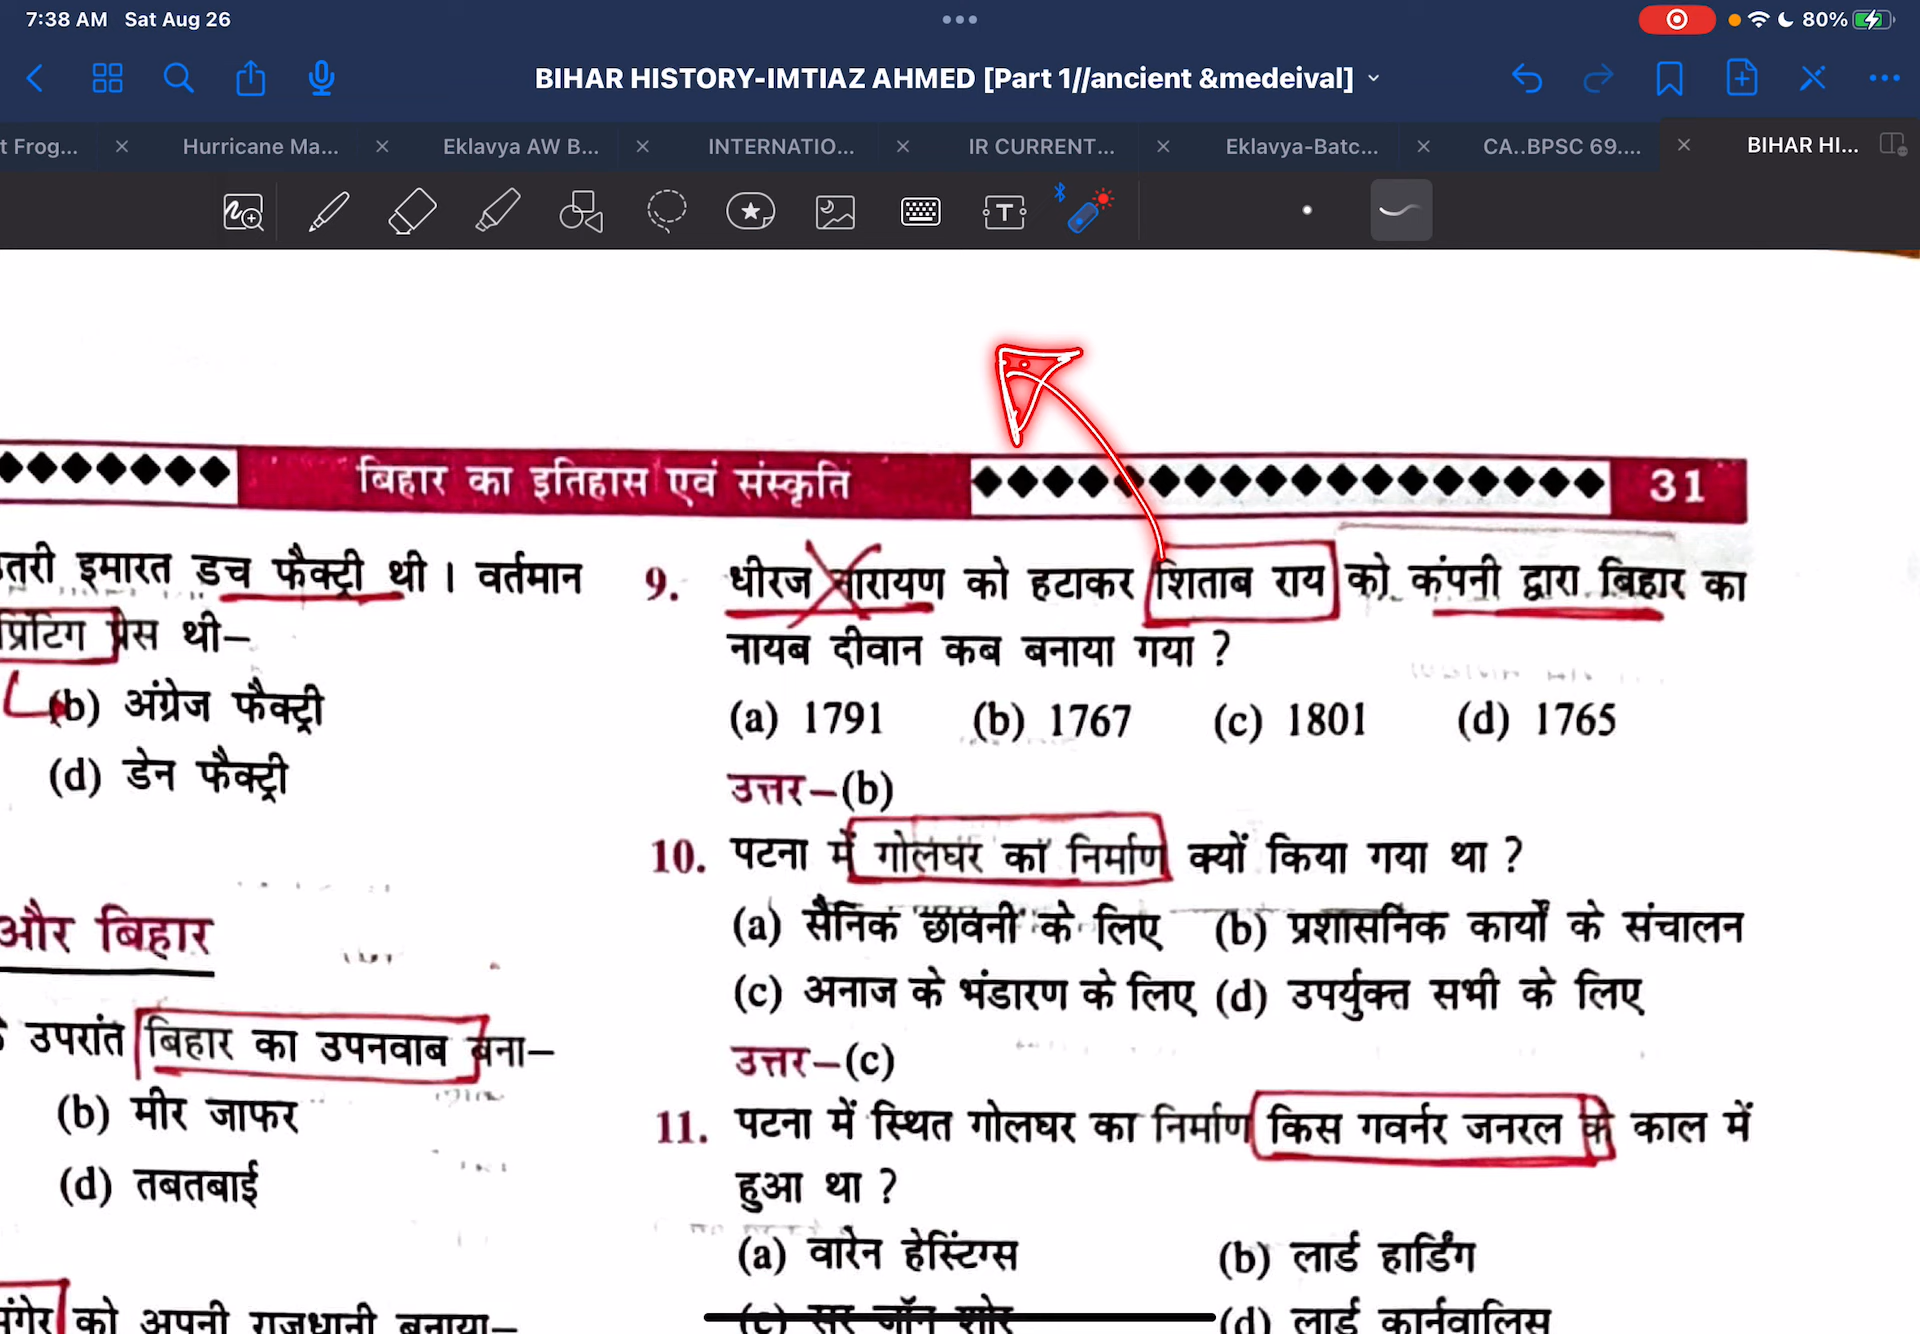 7:38 AM Sat Aug 26
80%
BIHAR HISTORY-IMTIAZ AHMED [Part 1//ancient &medeival]
t Frog...
Hurricane Ma...
Eklavya AW B...
INTERNATIO...
IR CURRENT...
Eklavya-Batc...
CA..BPSC 69....
BIHAR HI...
बिहार का इतिहास एवं संस्कृति
31
इमारत डच फैक्ट्री थी । वर्तमान
प्रिंटिग प्रेस थी–
(b) अंग्रेज फैक्ट्री
(d) डेन फैक्ट्री
और बिहार
उपरांत बिहार का उपनवाब बना–
(b) मीर जाफर
(d) तबतबाई
को अपनी राजधानी बनाया–
9. धीरज नारायण को हटाकर शिताब राय को कंपनी द्वारा बिहार का
नायब दीवान कब बनाया गया ?
(a) 1791 (b) 1767 (c) 1801 (d) 1765
उत्तर–(b)
10. पटना में गोलघर का निर्माण क्यों किया गया था ?
(a) सैनिक छावनी के लिए (b) प्रशासनिक कार्यों के संचालन
(c) अनाज के भंडारण के लिए (d) उपर्युक्त सभी के लिए
उत्तर–(c)
11. पटना में स्थित गोलघर का निर्माण किस गवर्नर जनरल के काल में
हुआ था ?
(a) वारेन हेस्टिंग्स (b) लार्ड हार्डिंग
(c) सर जॉन शोर (d) लार्ड कार्नवालिस